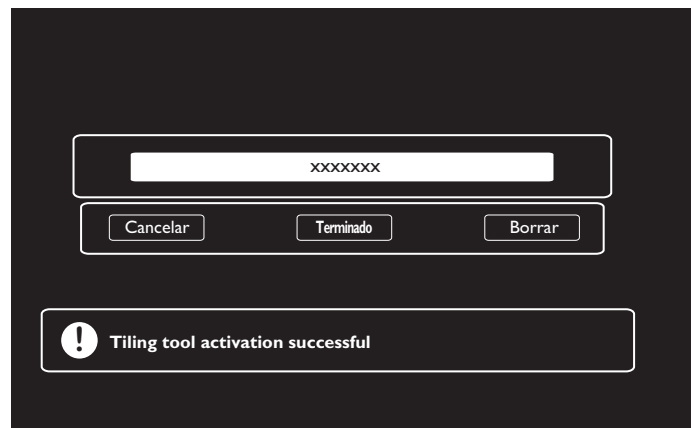 xxxxxxx
Cancelar Terminado Borrar
! Tiling tool activation successful